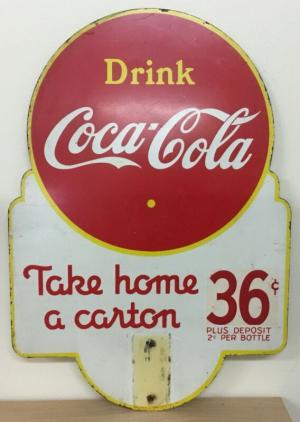 Drink
Coca-Cola
Take home
a carton
36¢
PLUS DEPOSIT
2¢ PER BOTTLE